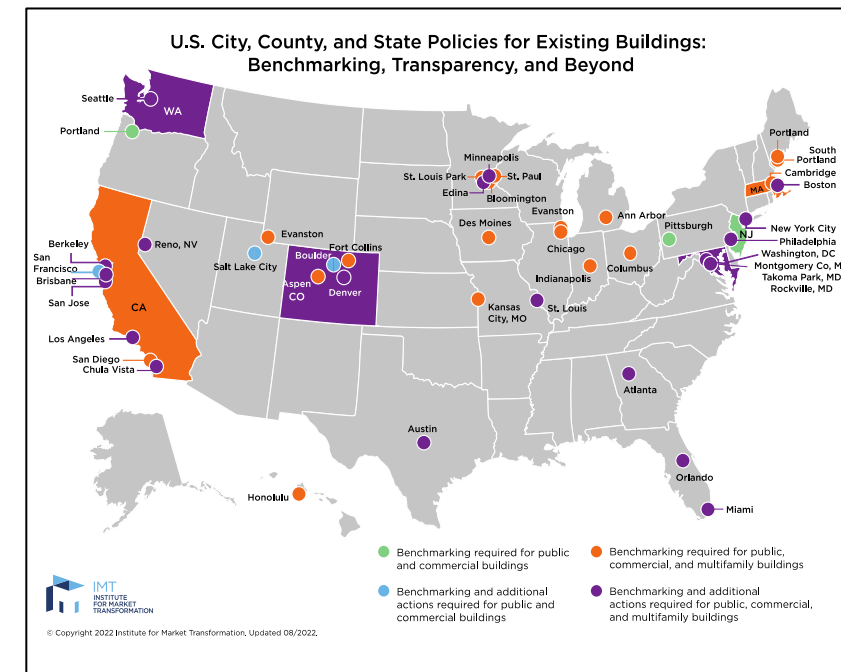 U.S. City, County, and State Policies for Existing Buildings:
Benchmarking, Transparency, and Beyond
Seattle
WA
Portland
Minneapolis
St. Louis Park
St. Paul
Edina
Bloomington
Portland
South
Portland
Cambridge
MA
Boston
Evanston
Des Moines
Evanston
Ann Arbor
Pittsburgh
NJ
New York City
Berkeley
Reno, NV
Fort Collins
Boulder
Salt Lake City
Chicago
Philadelphia
San
Francisco
Washington, DC
Brisbane
Aspen
CO
Denver
Indianapolis
Columbus
Montgomery Co, M
Takoma Park, MD
Rockville, MD
San Jose
CA
Kansas
City, MO
St. Louis
Los Angeles
San Diego
Chula Vista
Atlanta
Austin
Orlando
Honolulu
Miami
Benchmarking required for public
and commercial buildings
Benchmarking required for public,
commercial, and multifamily buildings
Benchmarking and additional
actions required for public and
commercial buildings
Benchmarking and additional
actions required for public, commercial,
and multifamily buildings
IMT
INSTITUTE
FOR MARKET
TRANSFORMATION
© Copyright 2022 Institute for Market Transformation. Updated 08/2022.